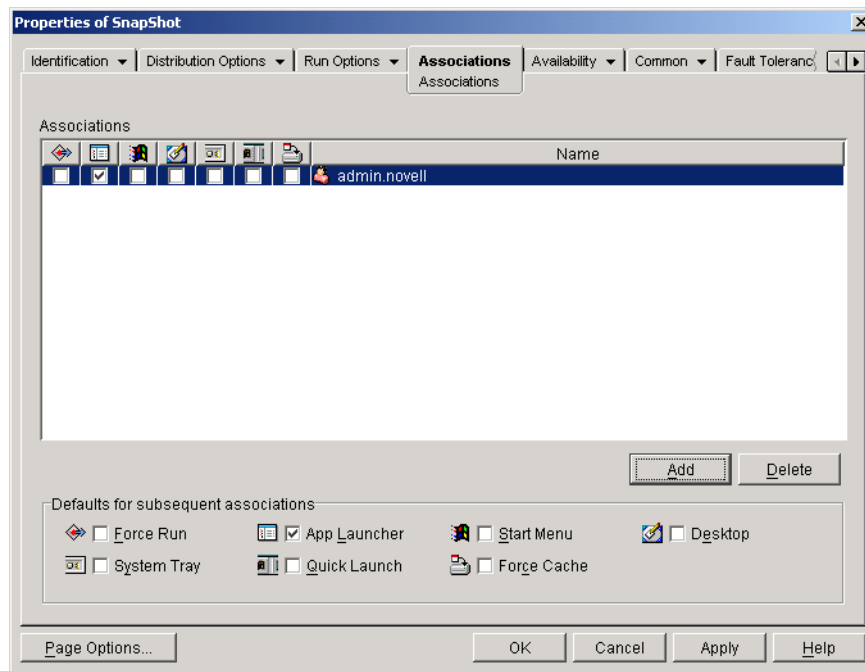 Properties of SnapShot
Identification Distribution Options Run Options Associations Availability Common Fault Toleranc
Associations
Associations
Name
admin.novell
Add Delete
Defaults for subsequent associations
Force Run App Launcher Start Menu Desktop
System Tray Quick Launch Force Cache
Page Options... OK Cancel Apply Help